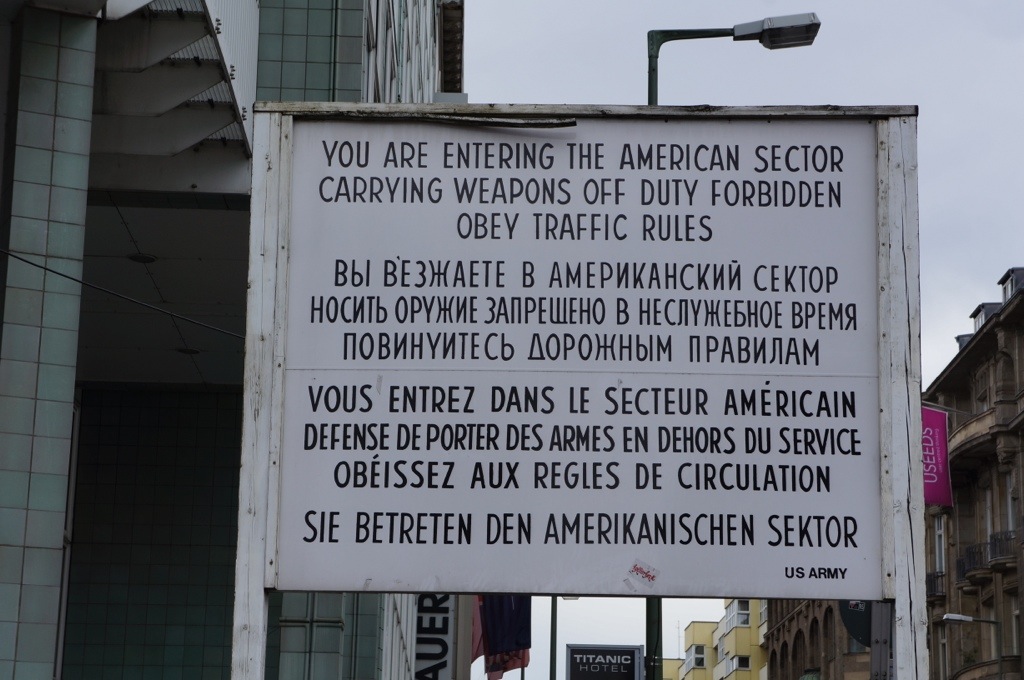 YOU ARE ENTERING THE AMERICAN SECTOR
CARRYING WEAPONS OFF DUTY FORBIDDEN
OBEY TRAFFIC RULES
ВЫ ВЪЕЗЖАЕТЕ В АМЕРИКАНСКИЙ СЕКТОР
НОСИТЬ ОРУЖИЕ ЗАПРЕЩЕНО В НЕСЛУЖЕБНОЕ ВРЕМЯ
ПОВИНУЙТЕСЬ ДОРОЖНЫМ ПРАВИЛАМ
VOUS ENTREZ DANS LE SECTEUR AMÉRICAIN
DEFENSE DE PORTER DES ARMES EN DEHORS DU SERVICE
OBÉISSEZ AUX REGLES DE CIRCULATION
SIE BETRETEN DEN AMERIKANISCHEN SEKTOR
US ARMY
USEEDS
AUER
TITANIC
HOTEL